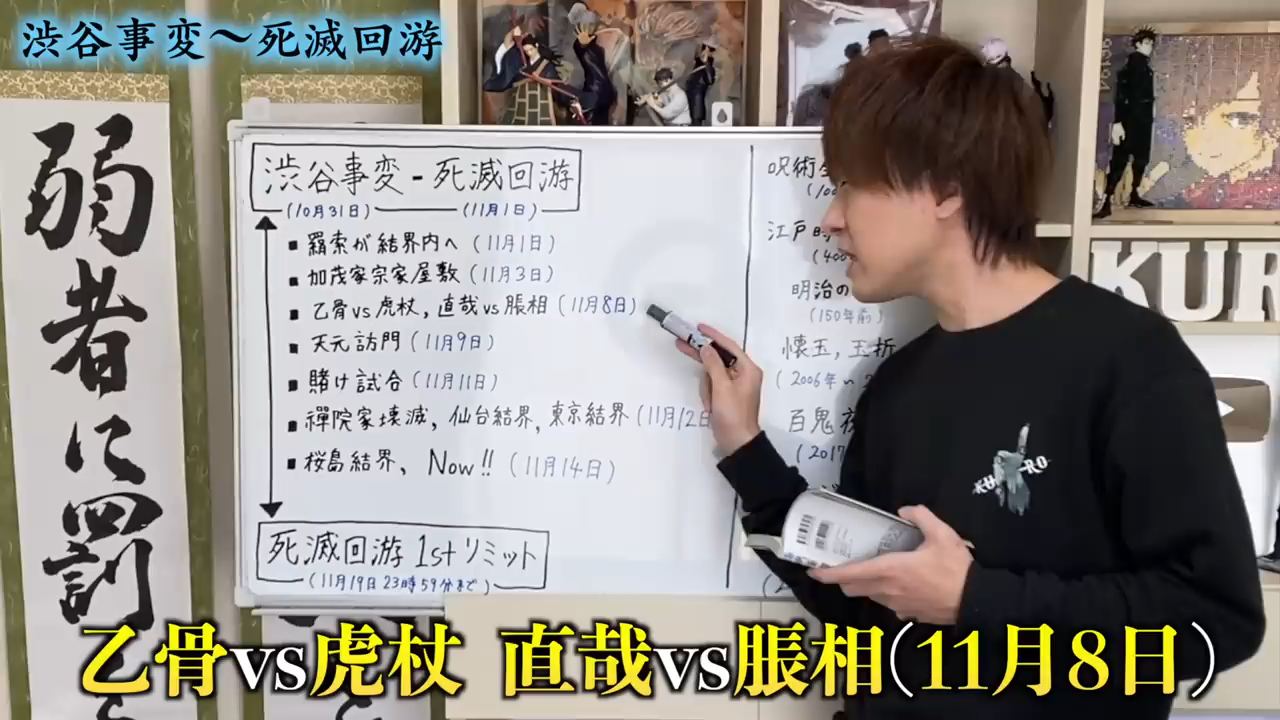 渋谷事変～死滅回游
弱者に罰
渋谷事変-死滅回游
(10月31日) (11月1日)
■羂索が結界内へ(11月1日)
■加茂家宗家屋敷(11月3日)
■乙骨vs虎杖,直哉vs脹相(11月8日)
■天元訪門(11月9日)
■賭け試合(11月11日)
■禪院家壊滅,仙台結界,東京結界(11月12日
■桜島結界、Now!!(11月14日)
死滅回游1stリミット
(11月19日23時59分まで)
呪術
江戸時
明治の
(150年前)
懐玉,玉折
(2006年
百鬼夜
(2017
KUR
KU RO
乙骨vs虎杖 直哉vs脹相(11月8日)